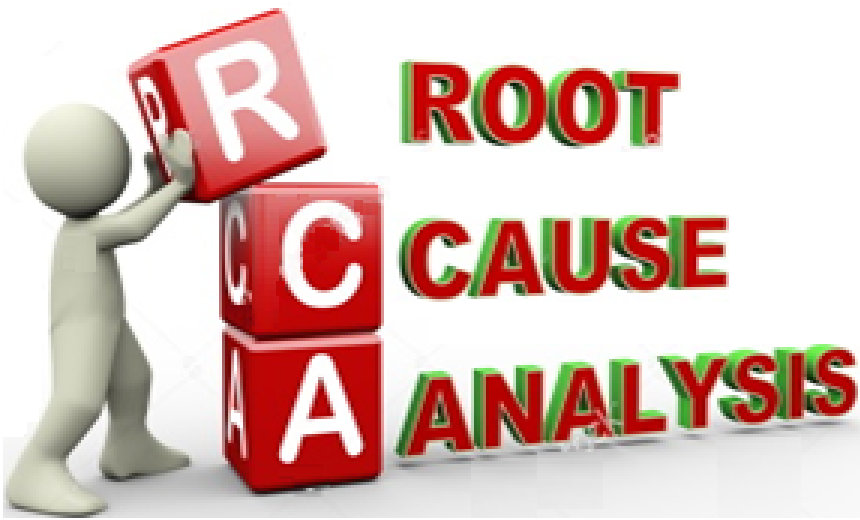 R ROOT
C CAUSE
A ANALYSIS